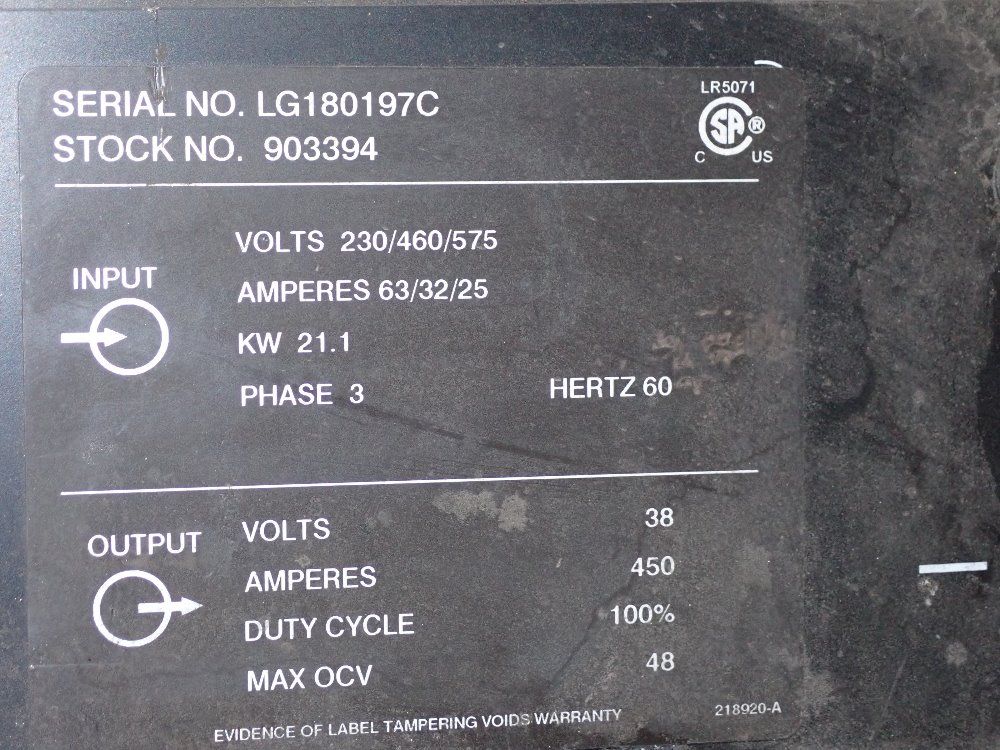 SERIAL NO. LG180197C
STOCK NO. 903394
LR5071
SA ®
C US
INPUT
VOLTS 230/460/575
AMPERES 63/32/25
KW 21.1
PHASE 3 HERTZ 60
OUTPUT
VOLTS 38
AMPERES 450
DUTY CYCLE 100%
MAX OCV 48
EVIDENCE OF LABEL TAMPERING VOIDS WARRANTY
218920-A